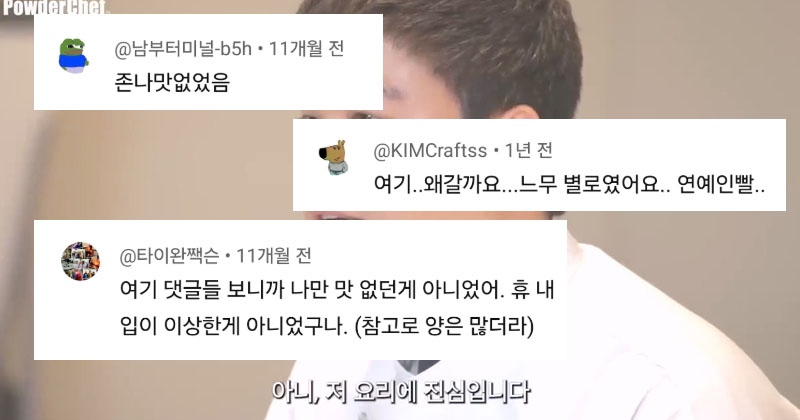 PowderChef
@남부터미널-b5h • 11개월 전
존나맛없었음
@KIMCraftss • 1년 전
여기..왜갈까요...느무 별로였어요.. 연예인빨..
@타이완짹슨 • 11개월 전
여기 댓글들 보니까 나만 맛 없던게 아니었어. 휴 내
입이 이상한게 아니었구나. (참고로 양은 많더라)
아니, 저 요리에 진심입니다